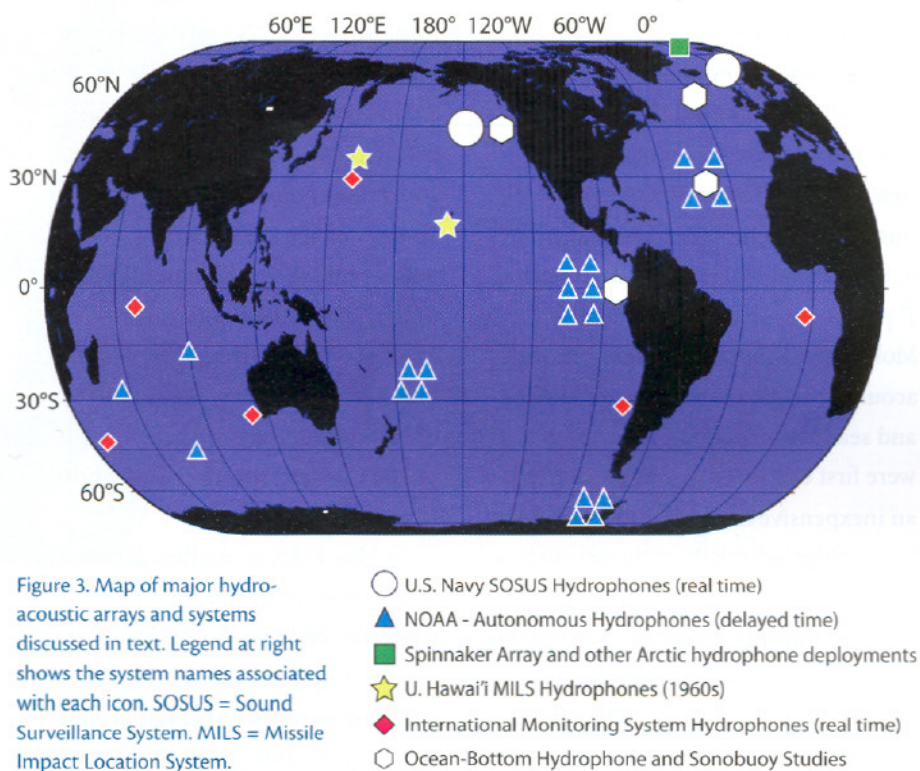 60°E 120°E 180° 120°W 60°W 0°
60°N
30°N
0°
30°S
60°S
Figure 3. Map of major hydro-
acoustic arrays and systems
discussed in text. Legend at right
shows the system names associated
with each icon. SOSUS = Sound
Surveillance System. MILS = Missile
Impact Location System.
U.S. Navy SOSUS Hydrophones (real time)
NOAA - Autonomous Hydrophones (delayed time)
Spinnaker Array and other Arctic hydrophone deployments
U. Hawai'i MILS Hydrophones (1960s)
International Monitoring System Hydrophones (real time)
Ocean-Bottom Hydrophone and Sonobuoy Studies